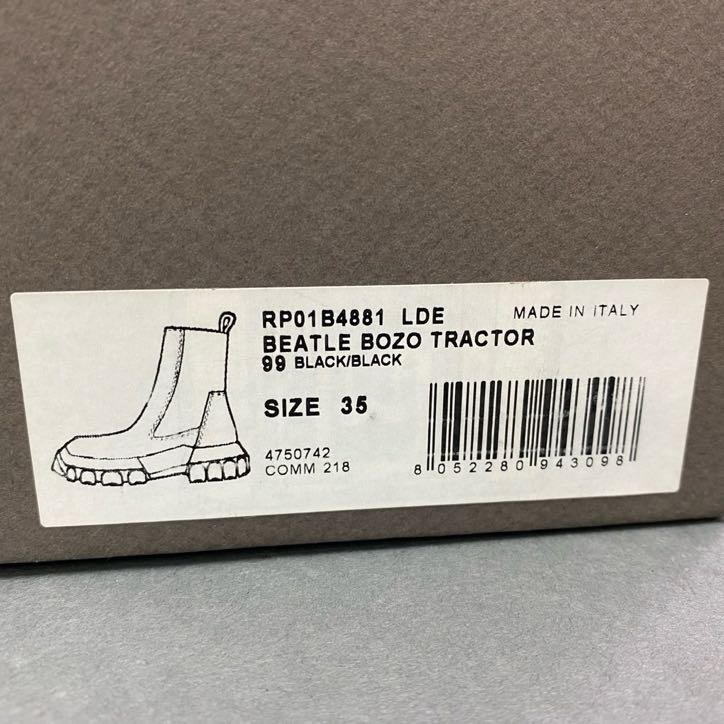 RP01B4881 LDE MADE IN ITALY
BEATLE BOZO TRACTOR
99 BLACK/BLACK
SIZE 35
4750742
COMM 218
8 052280 943098